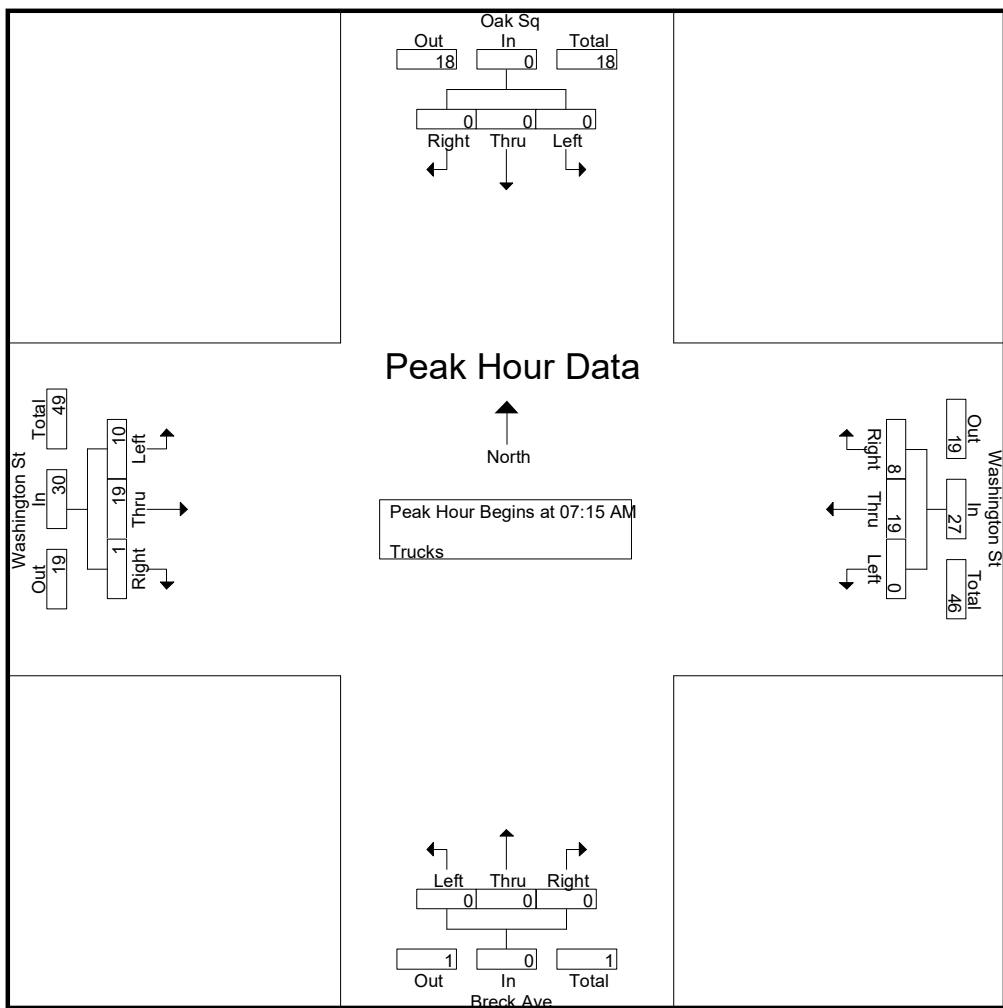 Oak Sq
Out In Total
18 0 18
0 0 0
Right Thru Left
Peak Hour Data
North
Peak Hour Begins at 07:15 AM
Trucks
Washington St
Total In Out
49 30 19
10 19 1
Left Thru Right
Washington St
Out In Total
19 27 46
8 19 0
Right Thru Left
Left Thru Right
0 0 0
1 0 1
Out In Total
Breck Ave